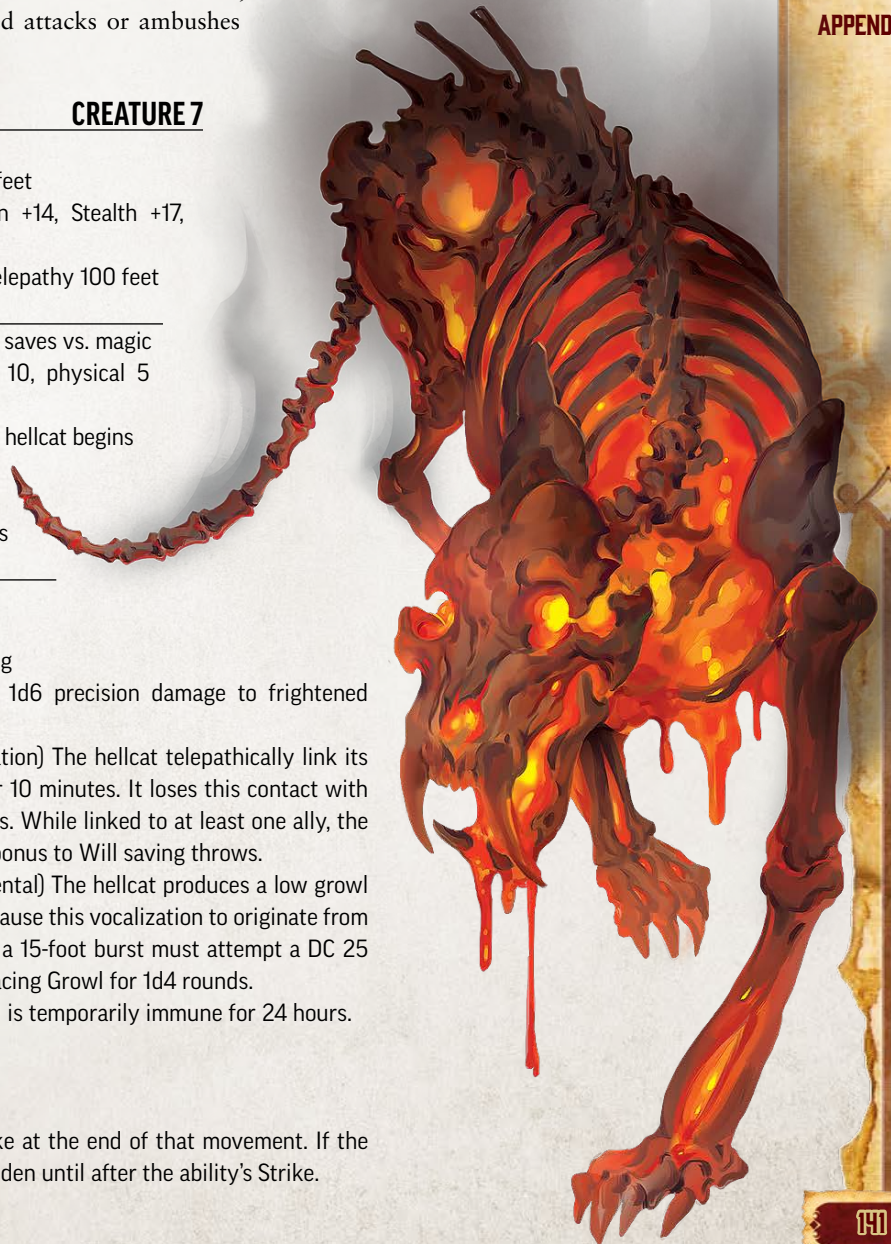 d attacks or ambushes
APPEND
CREATURE 7
feet
n +14, Stealth +17,
elepathy 100 feet
saves vs. magic
10, physical 5
hellcat begins
s
g
1d6 precision damage to frightened
ation) The hellcat telepathically link its
r 10 minutes. It loses this contact with
s. While linked to at least one ally, the
bonus to Will saving throws.
ental) The hellcat produces a low growl
ause this vocalization to originate from
a 15-foot burst must attempt a DC 25
acing Growl for 1d4 rounds.
is temporarily immune for 24 hours.
ke at the end of that movement. If the
den until after the ability's Strike.
141